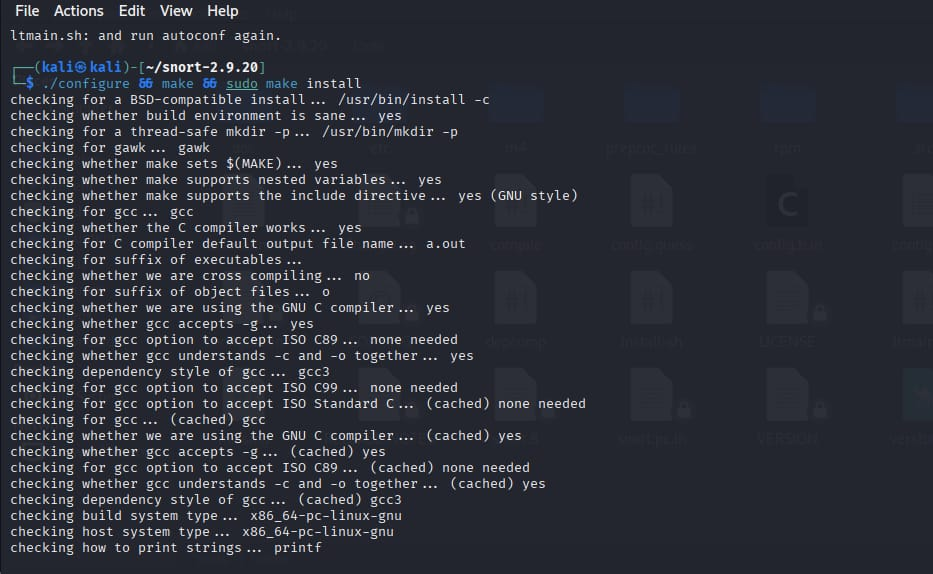 File Actions Edit View Help
ltmain.sh: and run autoconf again.
┌──(kali㉿kali)-[~/snort-2.9.20]
└─$ ./configure && make && sudo make install
checking for a BSD-compatible install... /usr/bin/install -c
checking whether build environment is sane... yes
checking for a thread-safe mkdir -p... /usr/bin/mkdir -p
checking for gawk... gawk
checking whether make sets $(MAKE)... yes
checking whether make supports nested variables... yes
checking whether make supports the include directive... yes (GNU style)
checking for gcc... gcc
checking whether the C compiler works... yes
checking for C compiler default output file name... a.out
checking for suffix of executables...
checking whether we are cross compiling... no
checking for suffix of object files... o
checking whether we are using the GNU C compiler... yes
checking whether gcc accepts -g... yes
checking for gcc option to accept ISO C89... none needed
checking whether gcc understands -c and -o together... yes
checking dependency style of gcc... gcc3
checking for gcc option to accept ISO C99... none needed
checking for gcc option to accept ISO Standard C... (cached) none needed
checking for gcc... (cached) gcc
checking whether we are using the GNU C compiler... (cached) yes
checking whether gcc accepts -g... (cached) yes
checking for gcc option to accept ISO C89... (cached) none needed
checking whether gcc understands -c and -o together... (cached) yes
checking dependency style of gcc... (cached) gcc3
checking build system type... x86_64-pc-linux-gnu
checking host system type... x86_64-pc-linux-gnu
checking how to print strings... printf